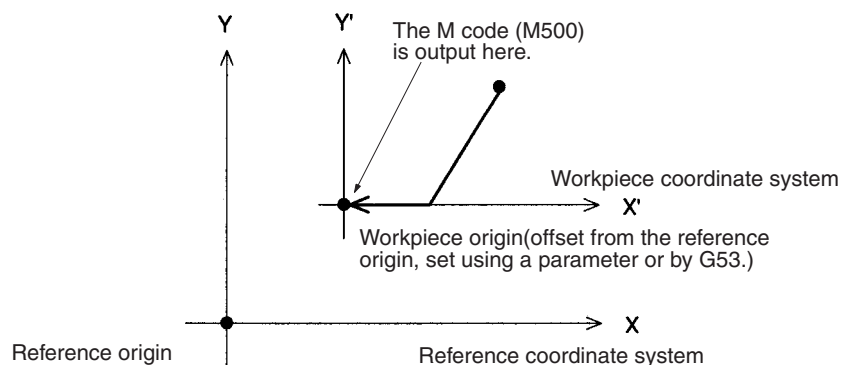 Y
Y'
The M code (M500)
is output here.
Workpiece coordinate system
X'
Workpiece origin(offset from the reference
origin, set using a parameter or by G53.)
X
Reference origin
Reference coordinate system